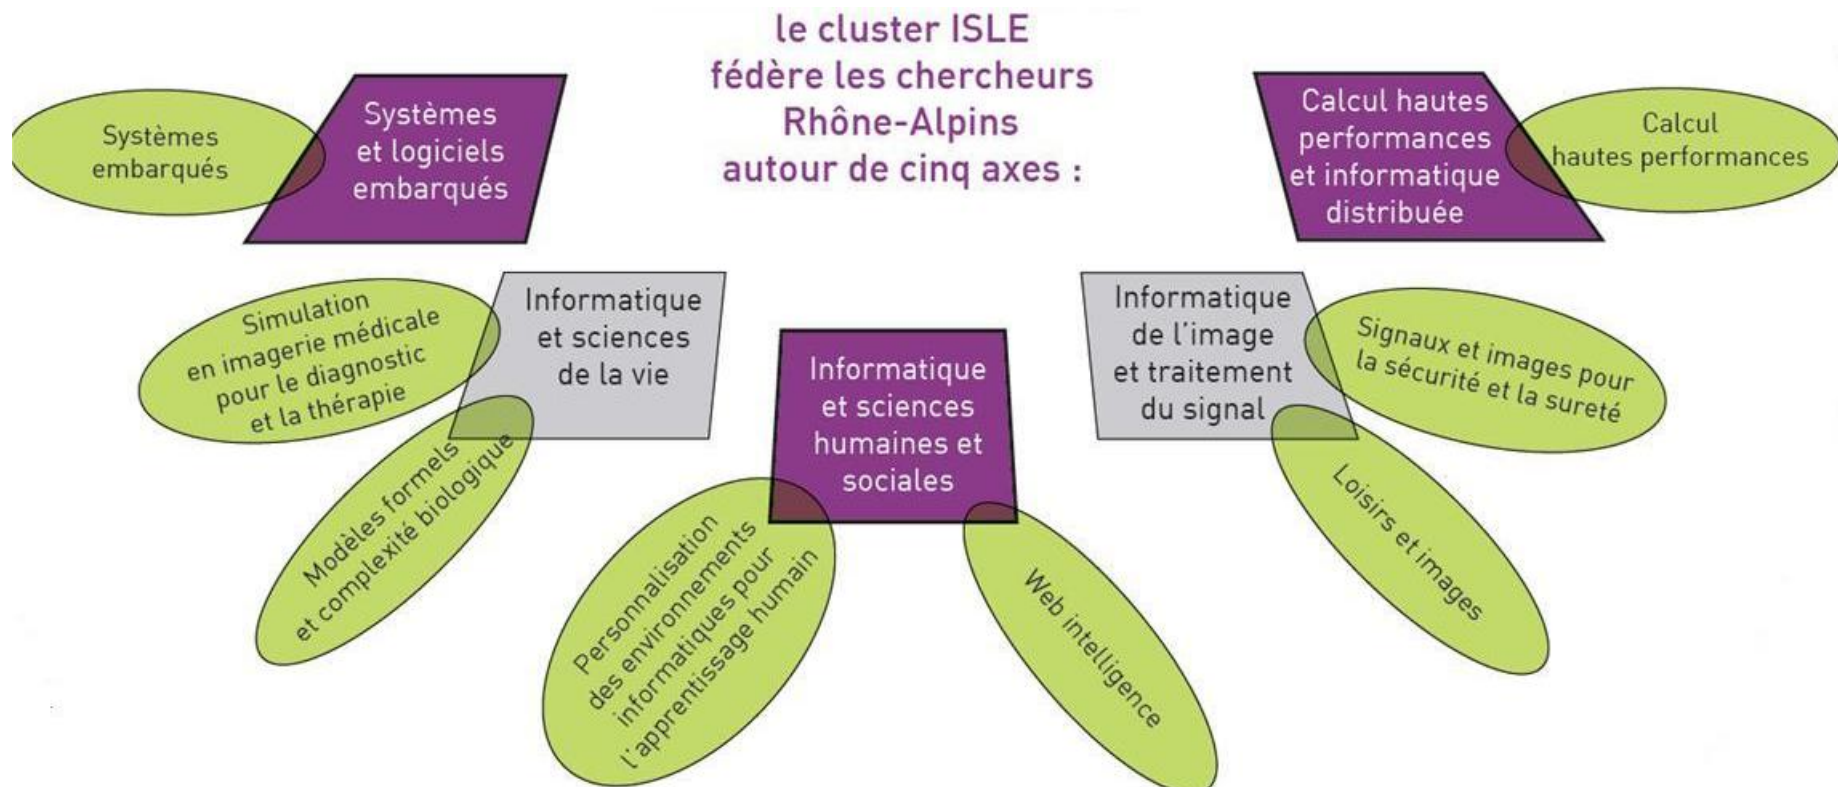 le cluster ISLE
fédère les chercheurs
Rhône-Alpins
autour de cinq axes :
Systèmes
embarqués
Systèmes
et logiciels
embarqués
Calcul hautes
performances
et informatique
distribuée
Calcul
hautes performances
Simulation
en imagerie médicale
pour le diagnostic
et la thérapie
Informatique
et sciences
de la vie
Modèles formels
et complexité biologique
Informatique
et sciences
humaines et
sociales
Personnalisation
des environnements
informatiques pour
l'apprentissage humain
Web intelligence
Informatique
de l'image
et traitement
du signal
Signaux et images pour
la sécurité et la sureté
Loisirs et images